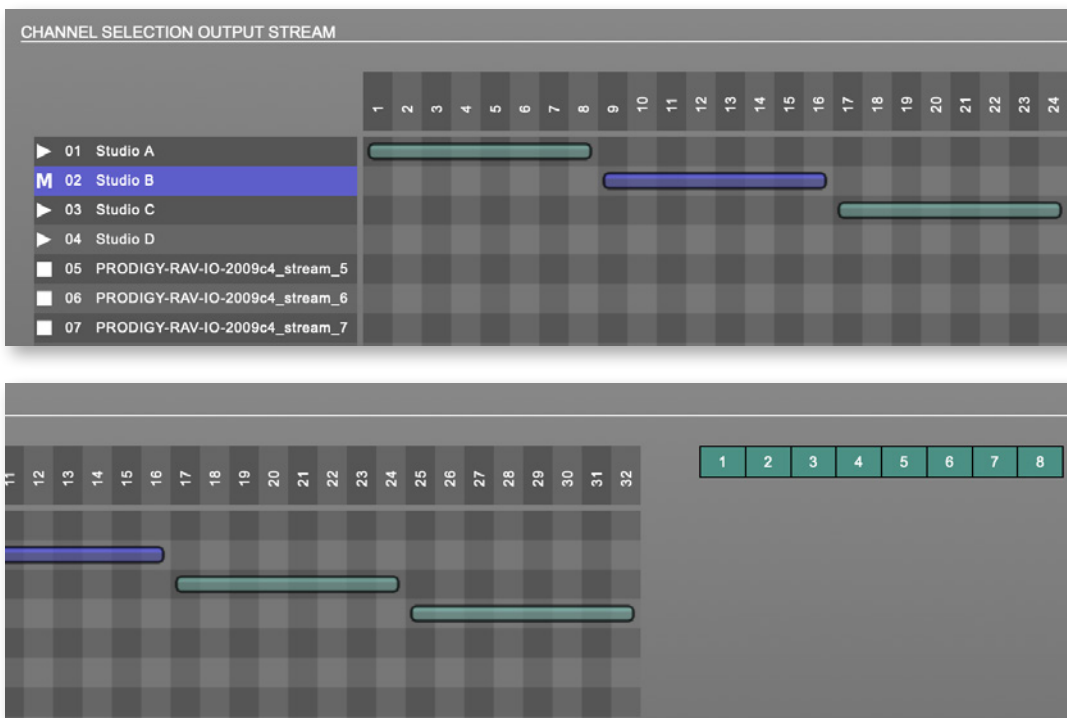 CHANNEL SELECTION OUTPUT STREAM
1 2 3 4 5 6 7 8 9 10 11 12 13 14 15 16 17 18 19 20 21 22 23 24
01 Studio A
M 02 Studio B
03 Studio C
04 Studio D
05 PRODIGY-RAV-IO-2009c4_stream_5
06 PRODIGY-RAV-IO-2009c4_stream_6
07 PRODIGY-RAV-IO-2009c4_stream_7
11 12 13 14 15 16 17 18 19 20 21 22 23 24 25 26 27 28 29 30 31 32
1 2 3 4 5 6 7 8